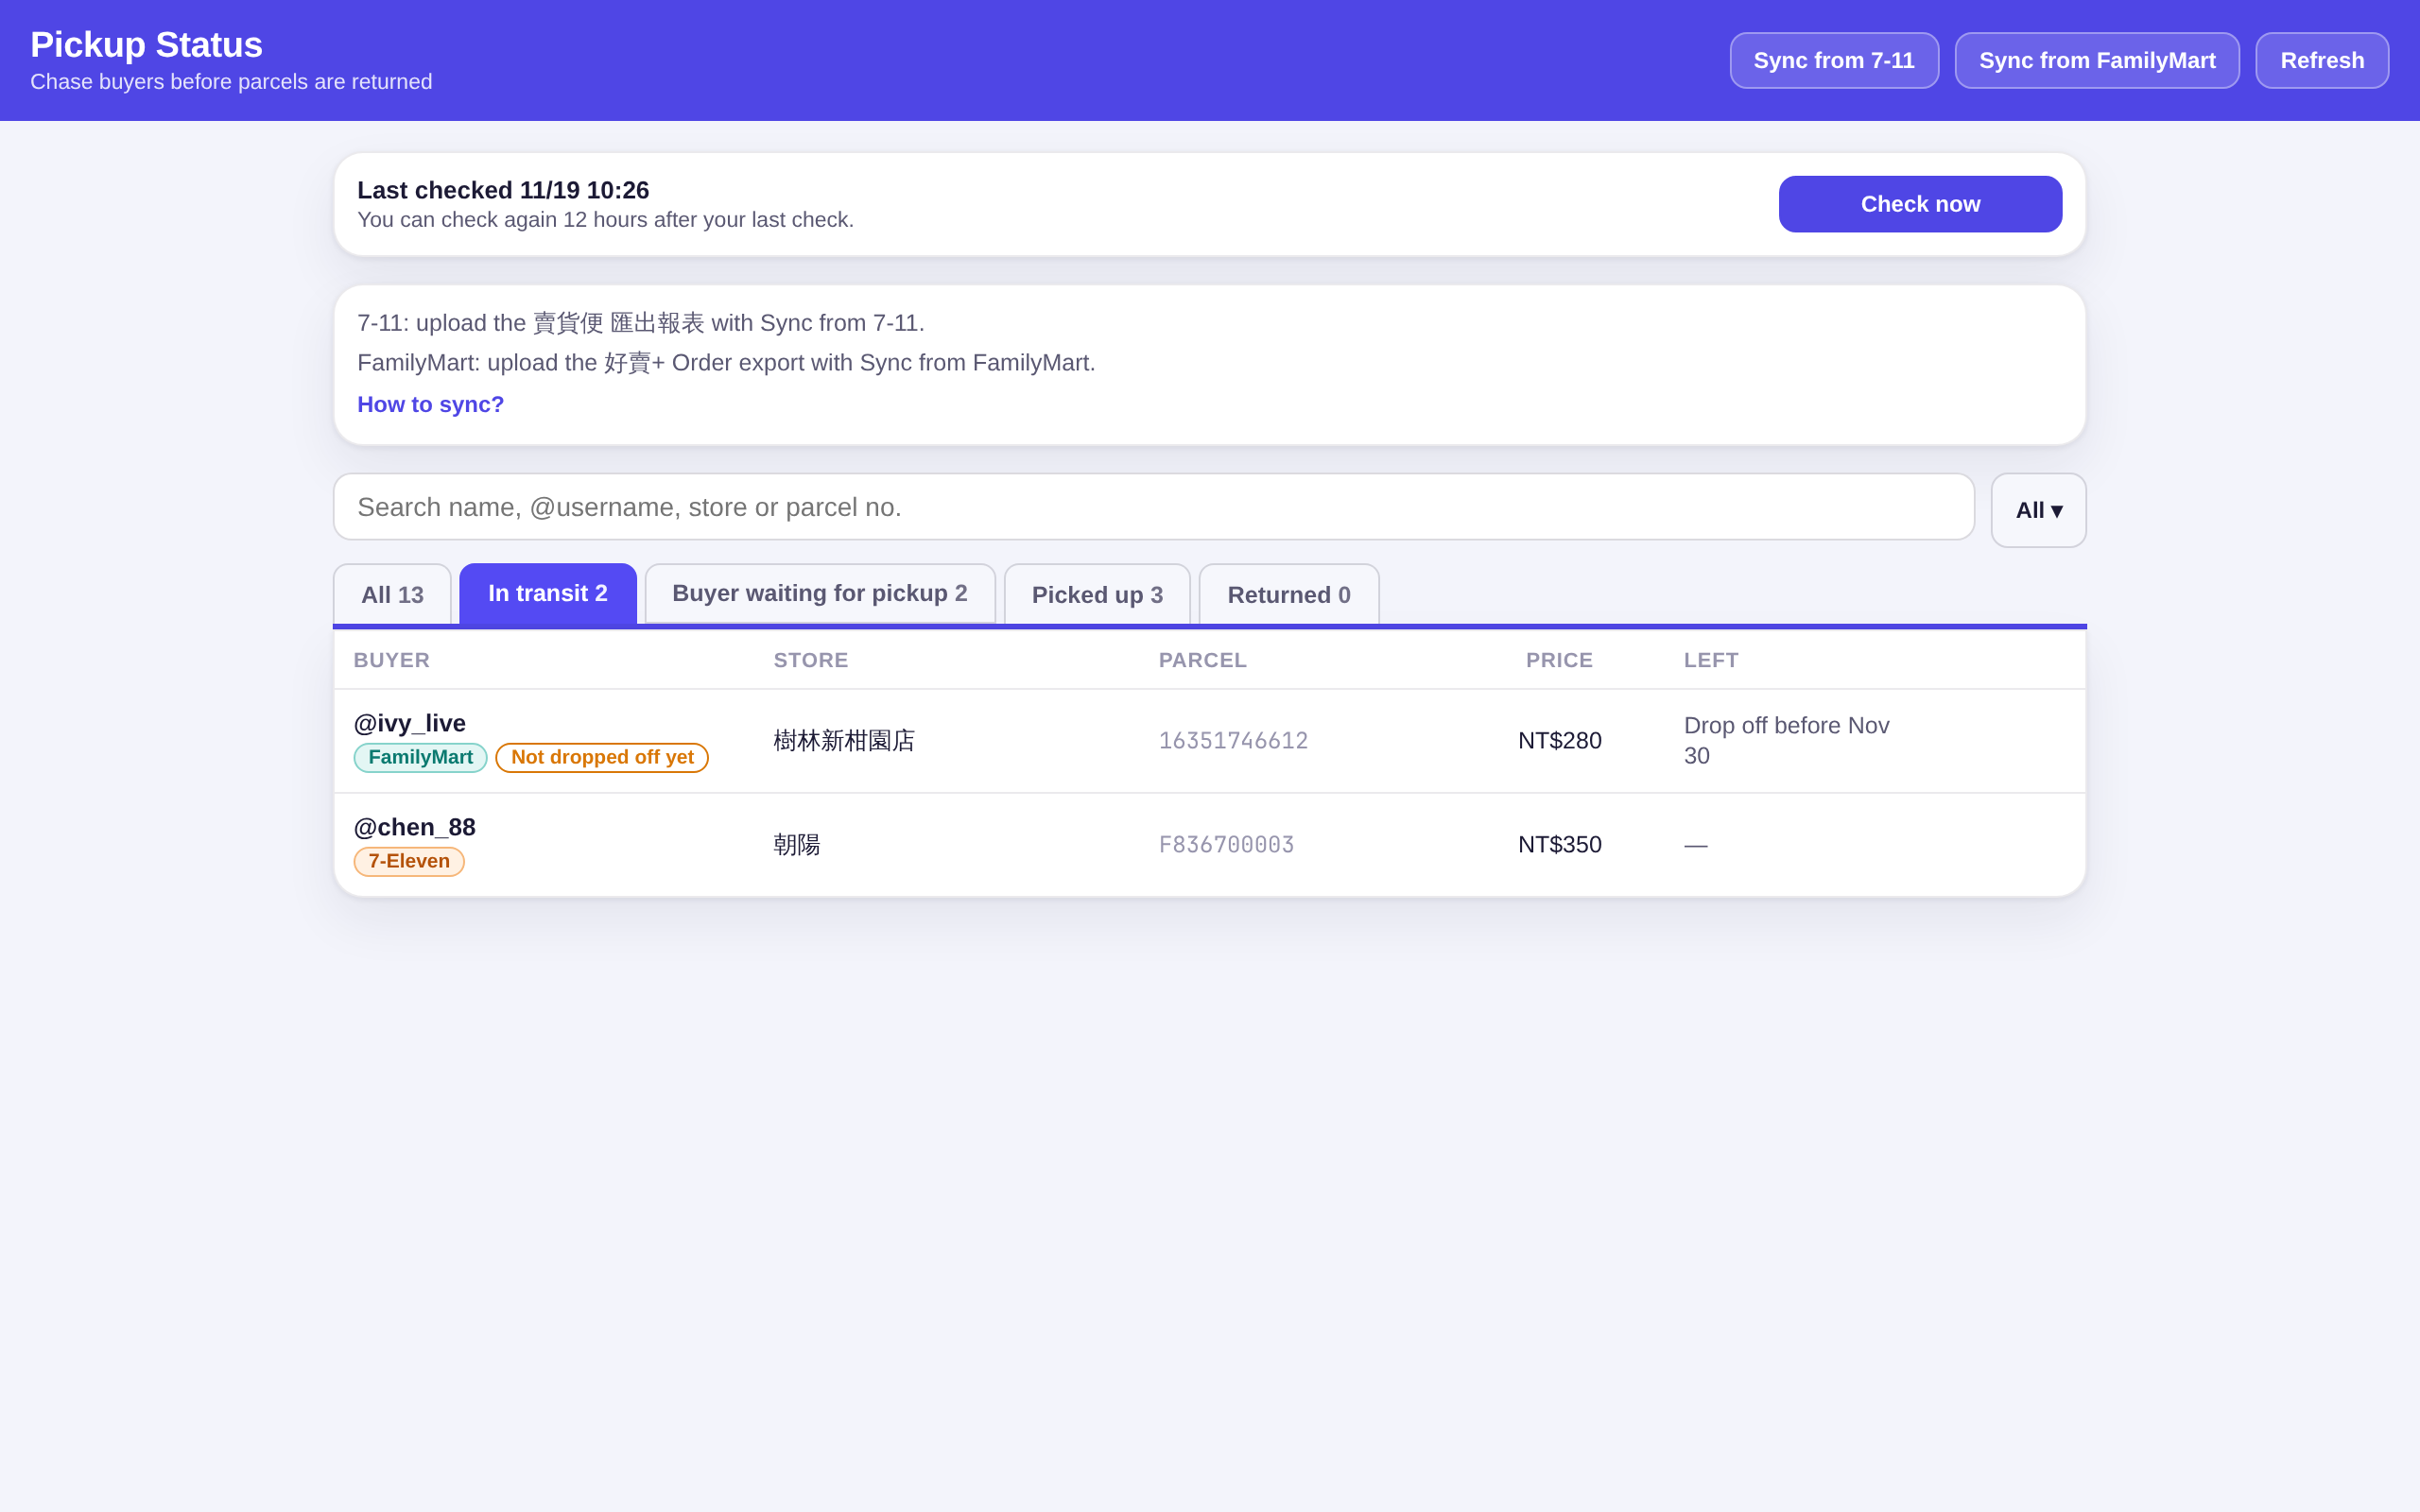 Pickup Status
Chase buyers before parcels are returned
Sync from 7-11
Sync from FamilyMart
Refresh
Last checked 11/19 10:26
You can check again 12 hours after your last check.
Check now
7-11: upload the 賣貨便 匯出報表 with Sync from 7-11.
FamilyMart: upload the 好賣+ Order export with Sync from FamilyMart.
How to sync?
Search name, @username, store or parcel no.
All ▾
All 13
In transit 2
Buyer waiting for pickup 2
Picked up 3
Returned 0
BUYER STORE PARCEL PRICE LEFT
@ivy_live
FamilyMart Not dropped off yet
樹林新柑園店
16351746612
NT$280
Drop off before Nov
30
@chen_88
7-Eleven
朝陽
F836700003
NT$350
—